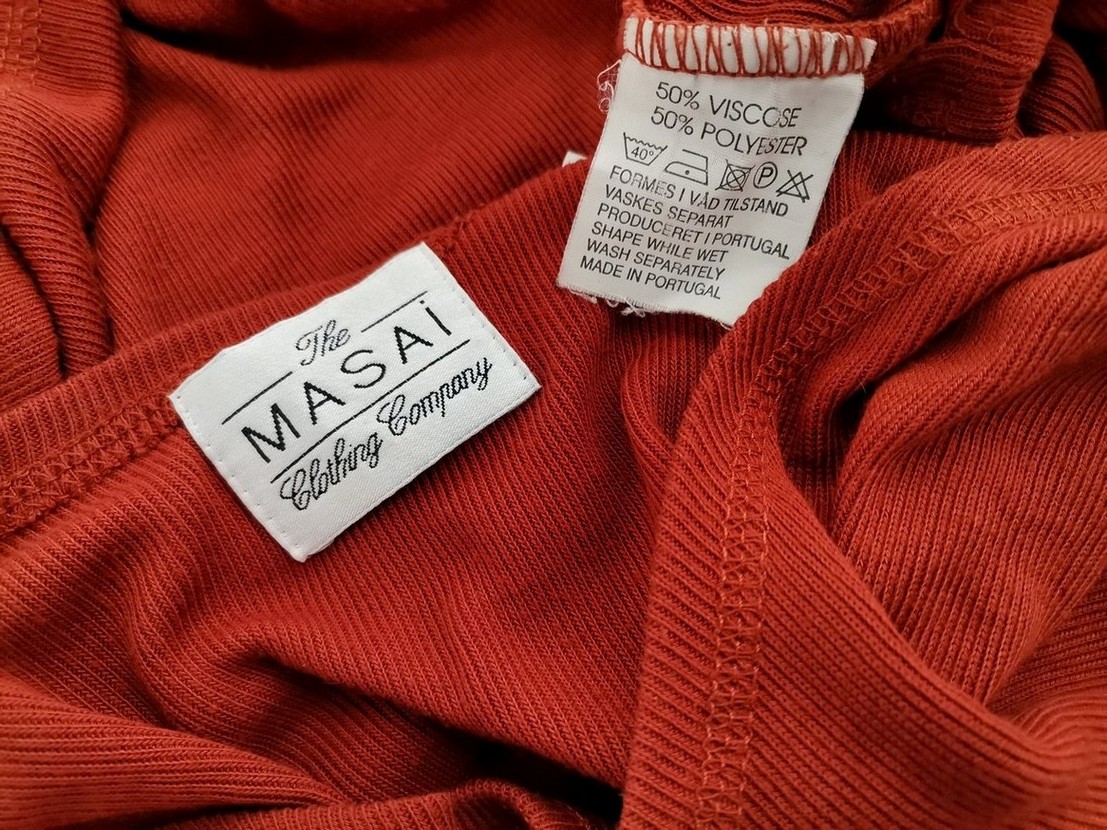 The
MASAI
Clothing Company
50% VISCOSE
50% POLYESTER
40° P
FORMES I VÅD TILSTAND
VASKES SEPARAT
PRODUCERET I PORTUGAL
SHAPE WHILE WET
WASH SEPARATELY
MADE IN PORTUGAL